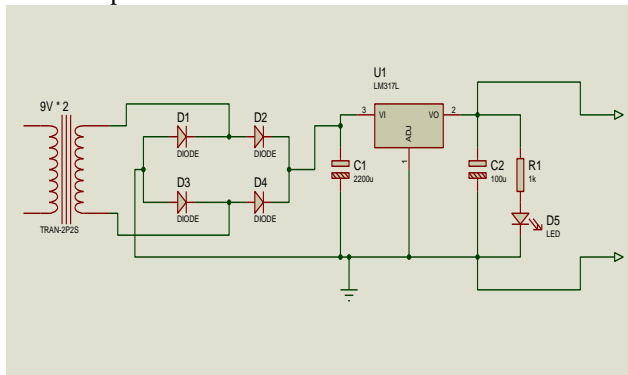 U1
LM317L
9V * 2
D1
D2
3
VI
VO
2
DIODE
DIODE
ADJ
1
D3
D4
C1
2200u
C2
100u
R1
1k
DIODE
DIODE
D5
LED
TRAN-2P2S